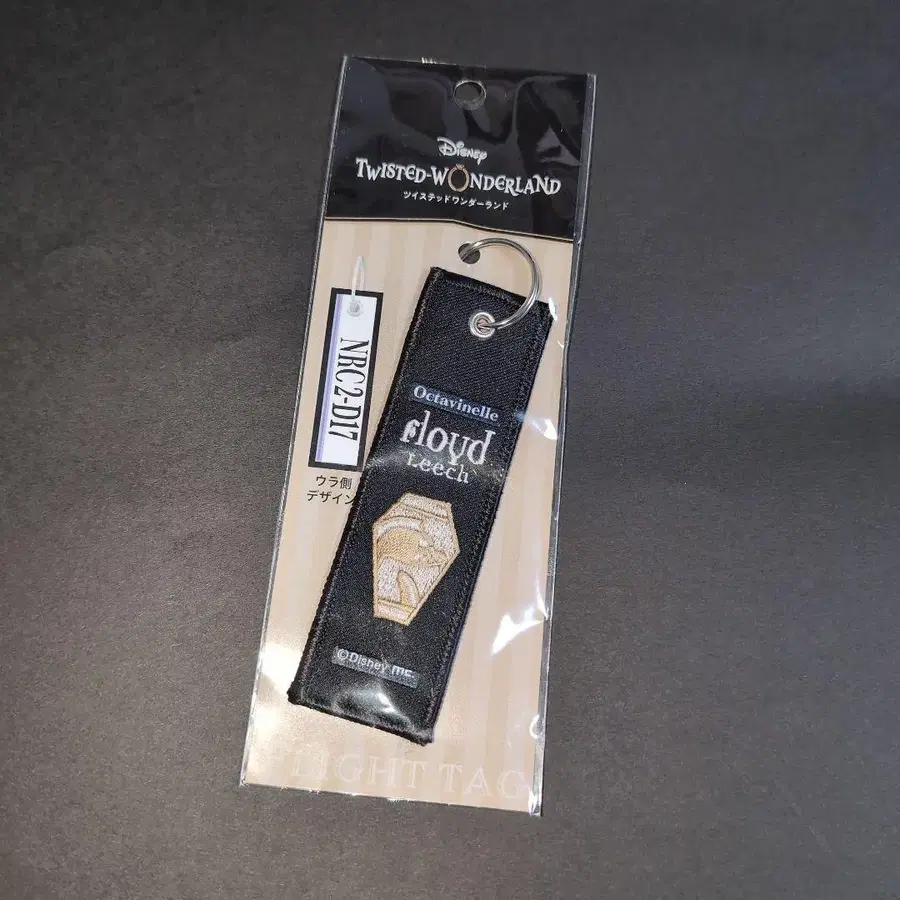 Disney
TWISTED-WONDERLAND
ツイステッドワンダーランド
NRC2-D17
ウラ側
デザイン
Octavinelle
Floyd
Leech
©Disney
LIGHT TAG